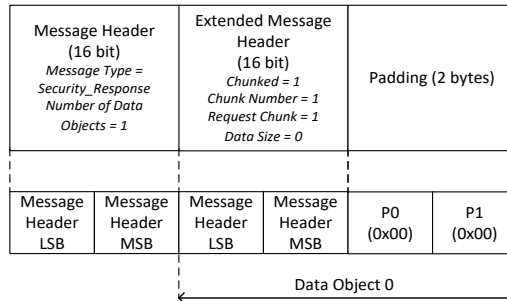 Message Header
(16 bit)
Message Type =
Security_Response
Number of Data
Objects = 1
Extended Message
Header
(16 bit)
Chunked = 1
Chunk Number = 1
Request Chunk = 1
Data Size = 0
Padding (2 bytes)
Message
Header
LSB
Message
Header
MSB
Message
Header
LSB
Message
Header
MSB
P0
(0x00)
P1
(0x00)
Data Object 0